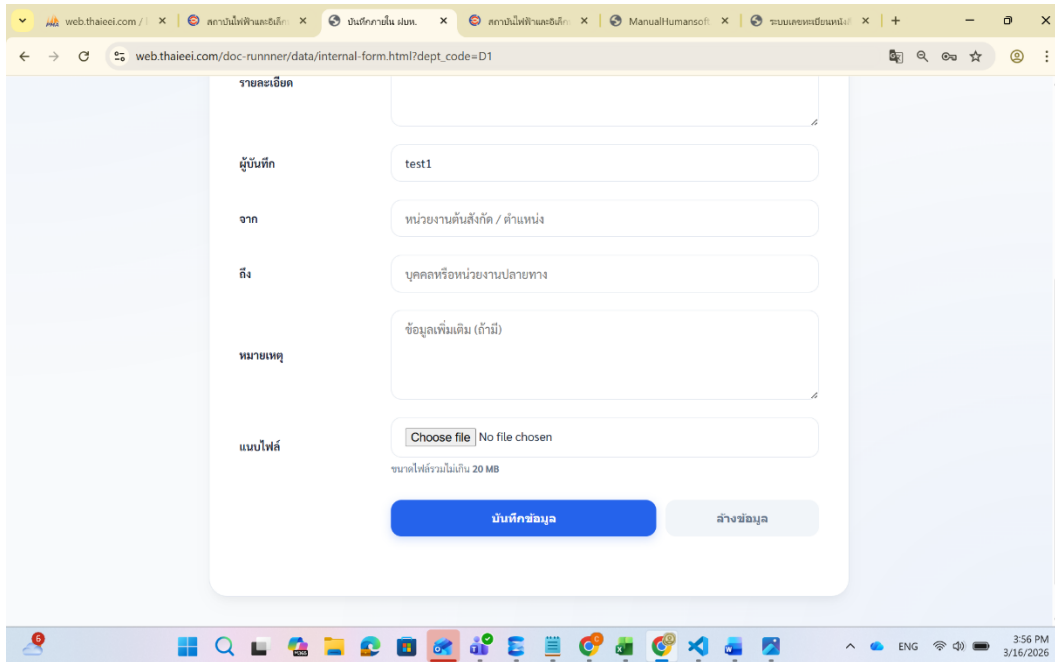 web.thaieei.com /
สถาบันไฟฟ้าและอิเล็ก
บันทึกภายใน ฝบท.
สถาบันไฟฟ้าและอิเล็ก
ManualHumansoft
ระบบเลขทะเบียนหนังสื
web.thaieei.com/doc-runnner/data/internal-form.html?dept_code=D1
รายละเอียด
ผู้บันทึก
test1
จาก
หน่วยงานต้นสังกัด / ตำแหน่ง
ถึง
บุคคลหรือหน่วยงานปลายทาง
หมายเหตุ
ข้อมูลเพิ่มเติม (ถ้ามี)
แนบไฟล์
Choose file No file chosen
ขนาดไฟล์รวมไม่เกิน 20 MB
บันทึกข้อมูล
ล้างข้อมูล
6
ENG
3:56 PM
3/16/2026